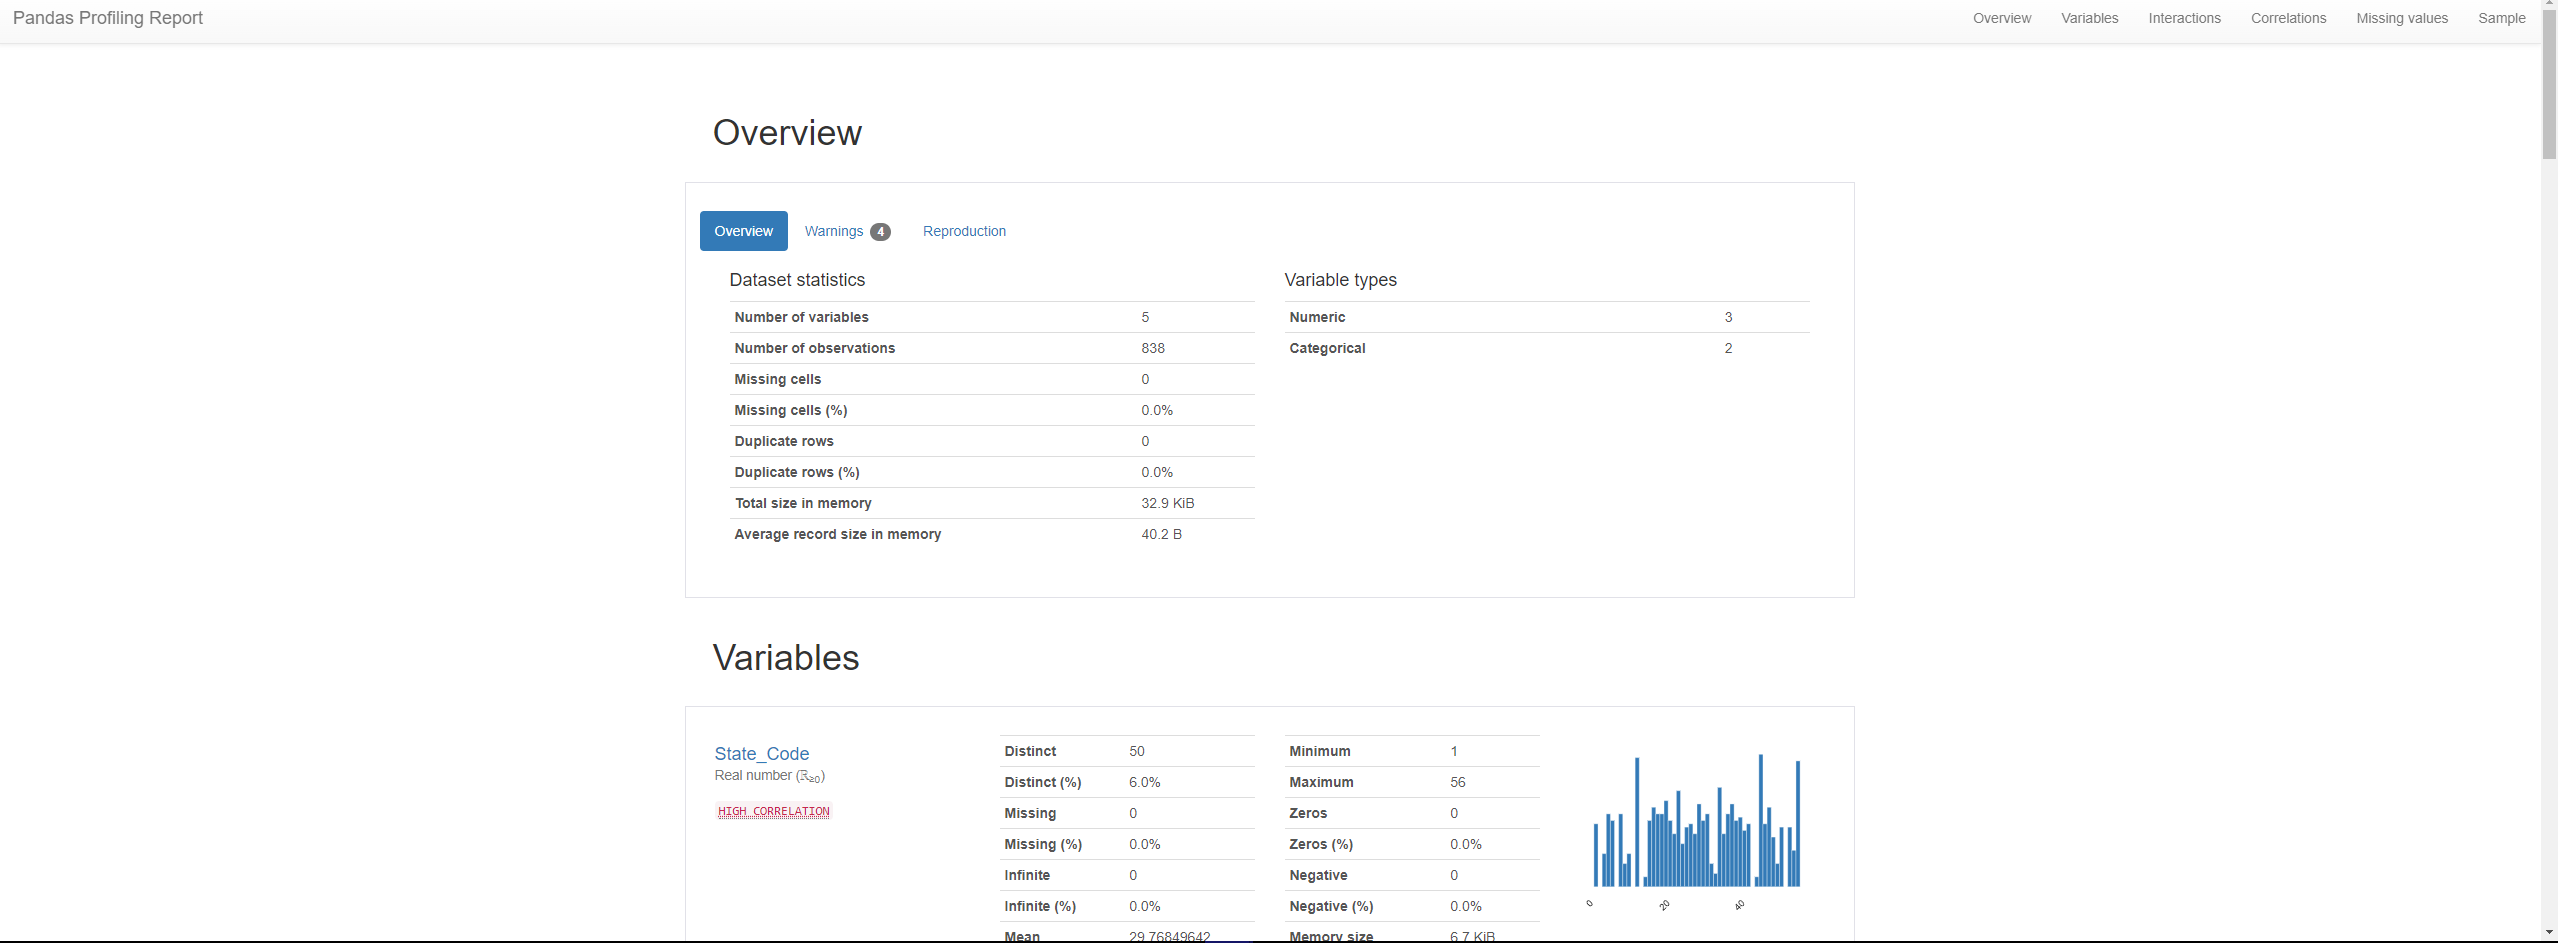 Pandas Profiling Report
Overview Variables Interactions Correlations Missing values Sample
Overview
Overview Warnings 4 Reproduction
Dataset statistics
Number of variables 5
Number of observations 838
Missing cells 0
Missing cells (%) 0.0%
Duplicate rows 0
Duplicate rows (%) 0.0%
Total size in memory 32.9 KiB
Average record size in memory 40.2 B
Variable types
Numeric 3
Categorical 2
Variables
State_Code
Real number (ℝ≥0)
HIGH CORRELATION
Distinct 50
Distinct (%) 6.0%
Missing 0
Missing (%) 0.0%
Infinite 0
Infinite (%) 0.0%
Mean 29.76849642
Minimum 1
Maximum 56
Zeros 0
Zeros (%) 0.0%
Negative 0
Negative (%) 0.0%
Memory size 6.7 KiB
0 20 40